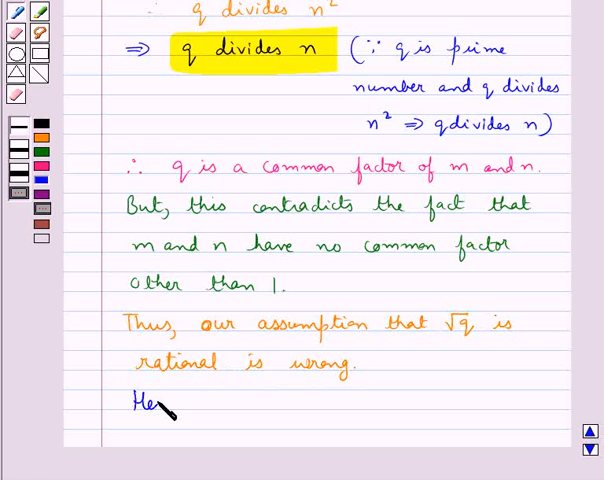 ∴ q divides n²
⇒ q divides n (∵ q is prime
number and q divides
n² ⇒ q divides n)
∴ q is a common factor of m and n.
But, this contradicts the fact that
m and n have no common factor
other than 1.
Thus, our assumption that √q is
rational is wrong.
He